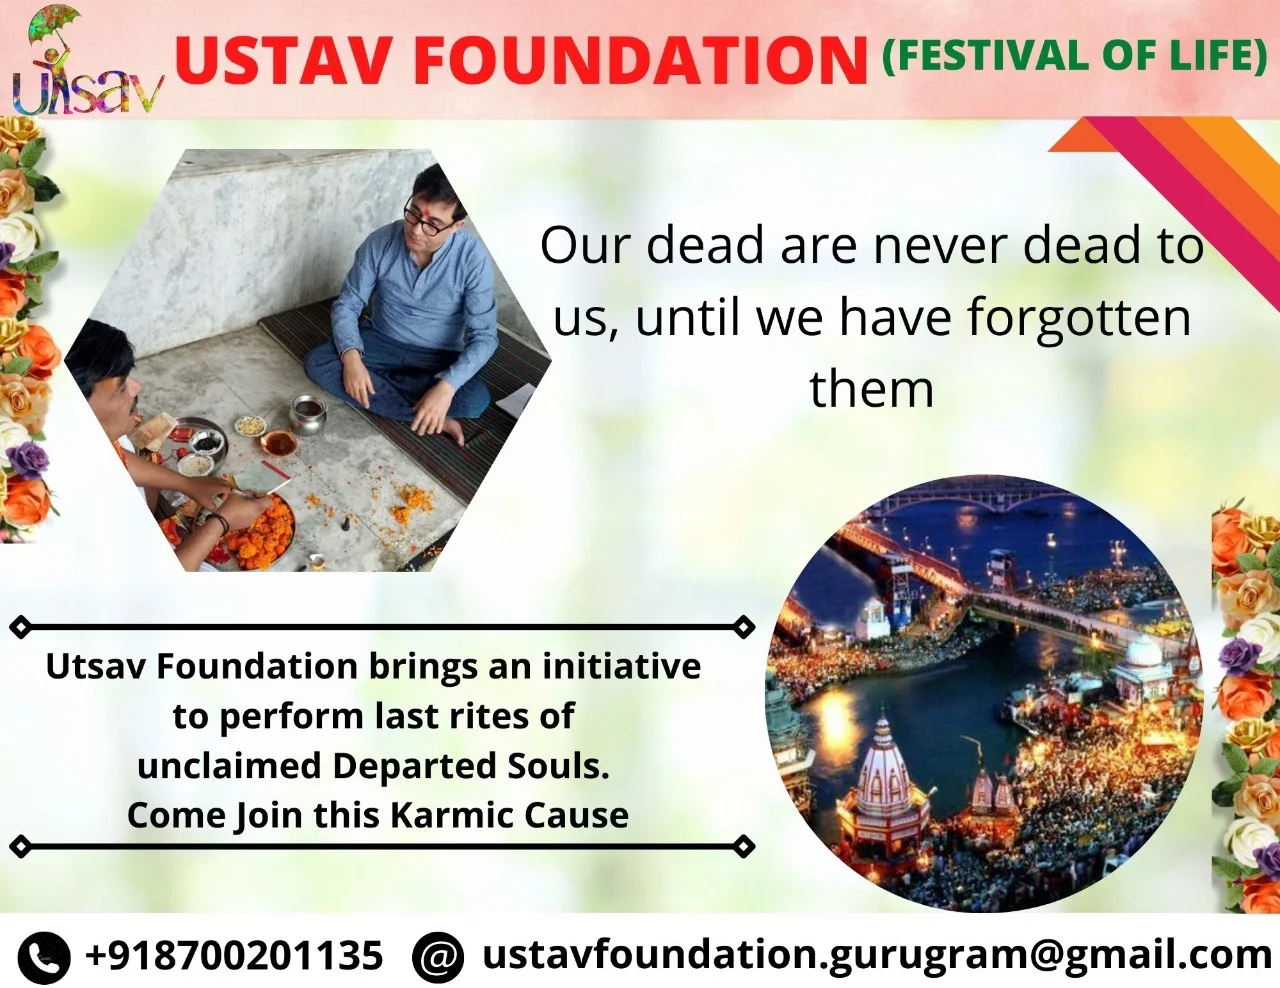 utsav
USTAV FOUNDATION (FESTIVAL OF LIFE)
Our dead are never dead to
us, until we have forgotten
them
Utsav Foundation brings an initiative
to perform last rites of
unclaimed Departed Souls.
Come Join this Karmic Cause
+918700201135 @ ustavfoundation.gurugram@gmail.com